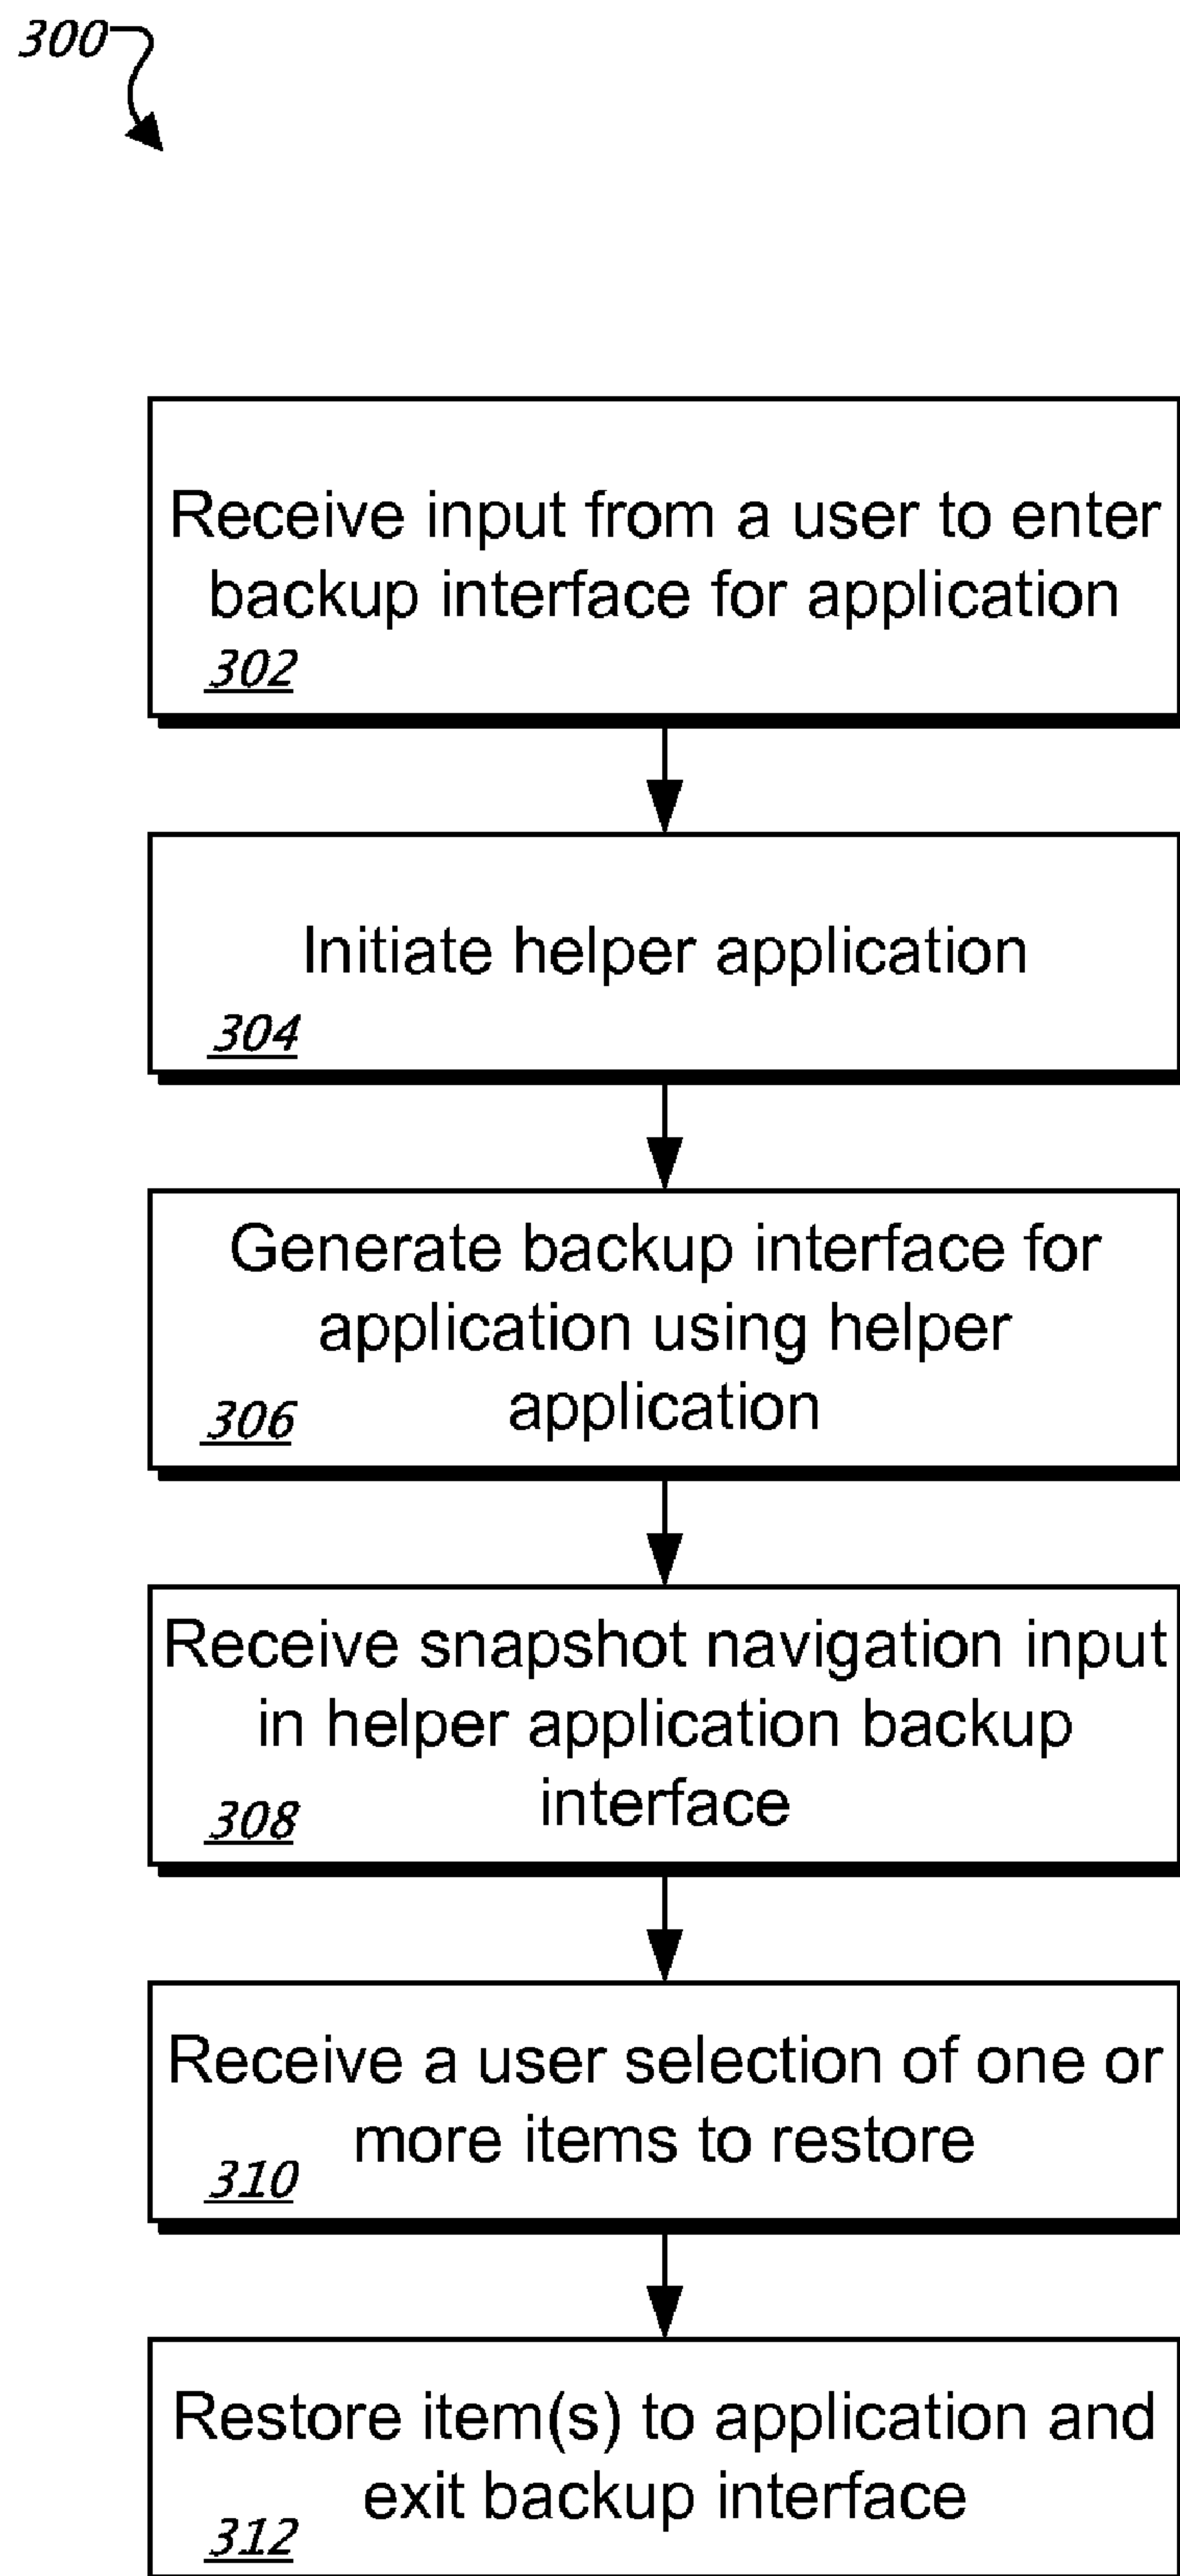 300
Receive input from a user to enter
backup interface for application
302
Initiate helper application
304
Generate backup interface for
application using helper
application
306
Receive snapshot navigation input
in helper application backup
interface
308
Receive a user selection of one or
more items to restore
310
Restore item(s) to application and
exit backup interface
312